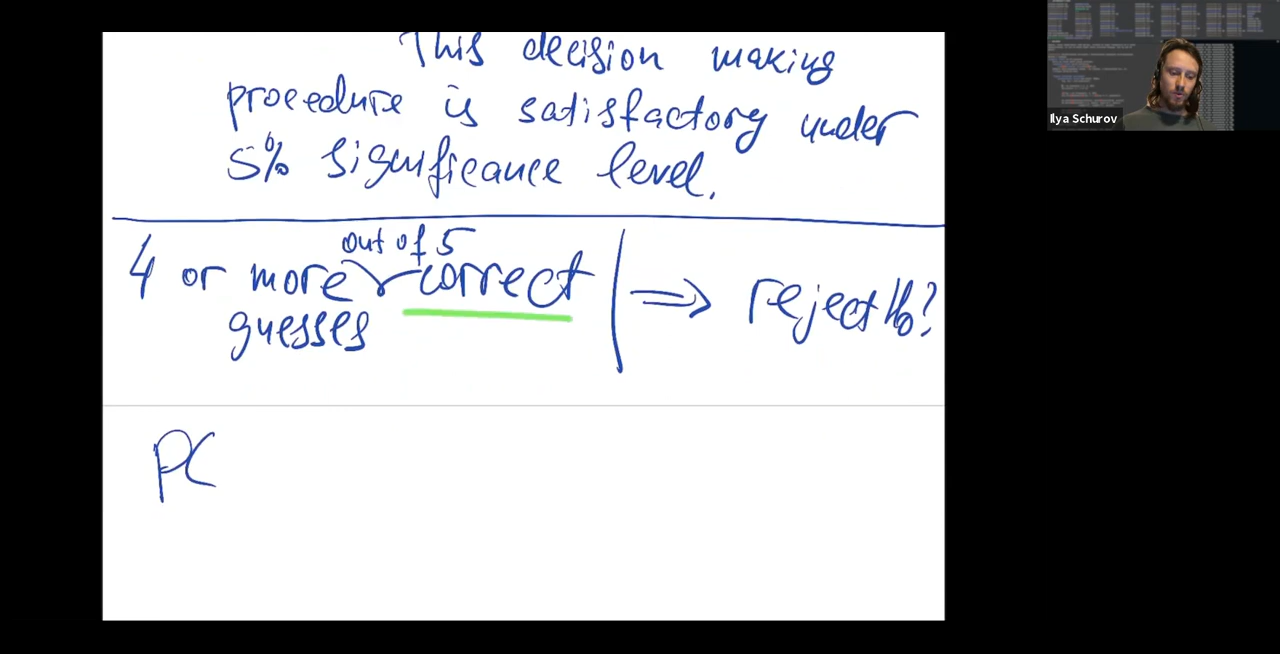 This decision making
procedure is satisfactory under
5% significance level.
out of 5
4 or more correct ⇒ reject H₀?
guesses
P(
Ilya Schurov